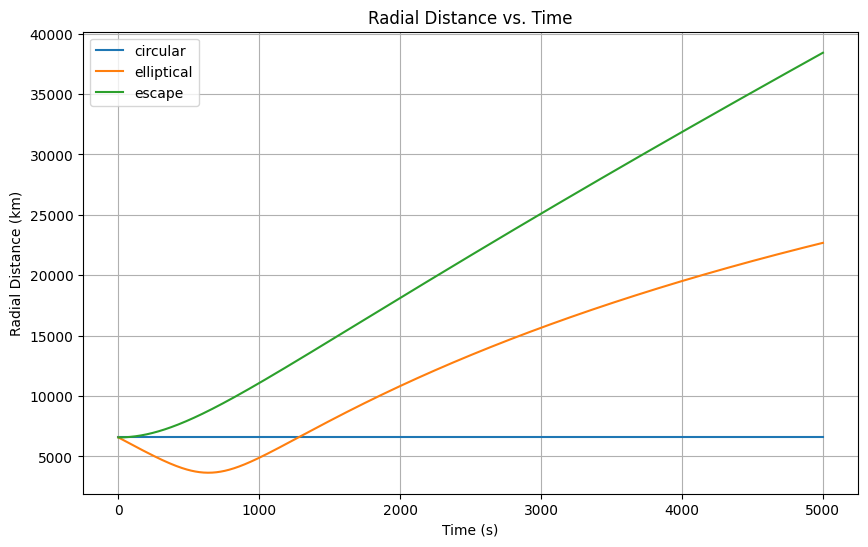 Radial Distance vs. Time
circular
elliptical
escape
40000
35000
30000
25000
20000
15000
10000
5000
Radial Distance (km)
0 1000 2000 3000 4000 5000
Time (s)